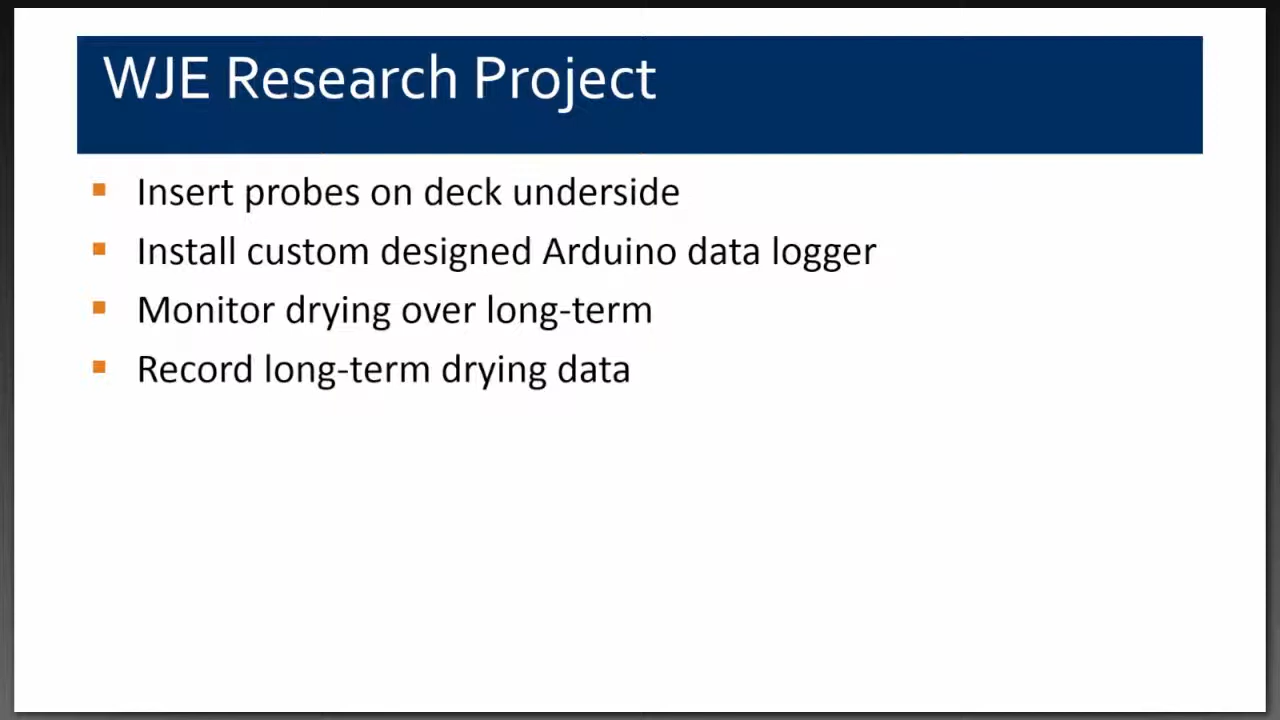 WJE Research Project
Insert probes on deck underside
Install custom designed Arduino data logger
Monitor drying over long-term
Record long-term drying data